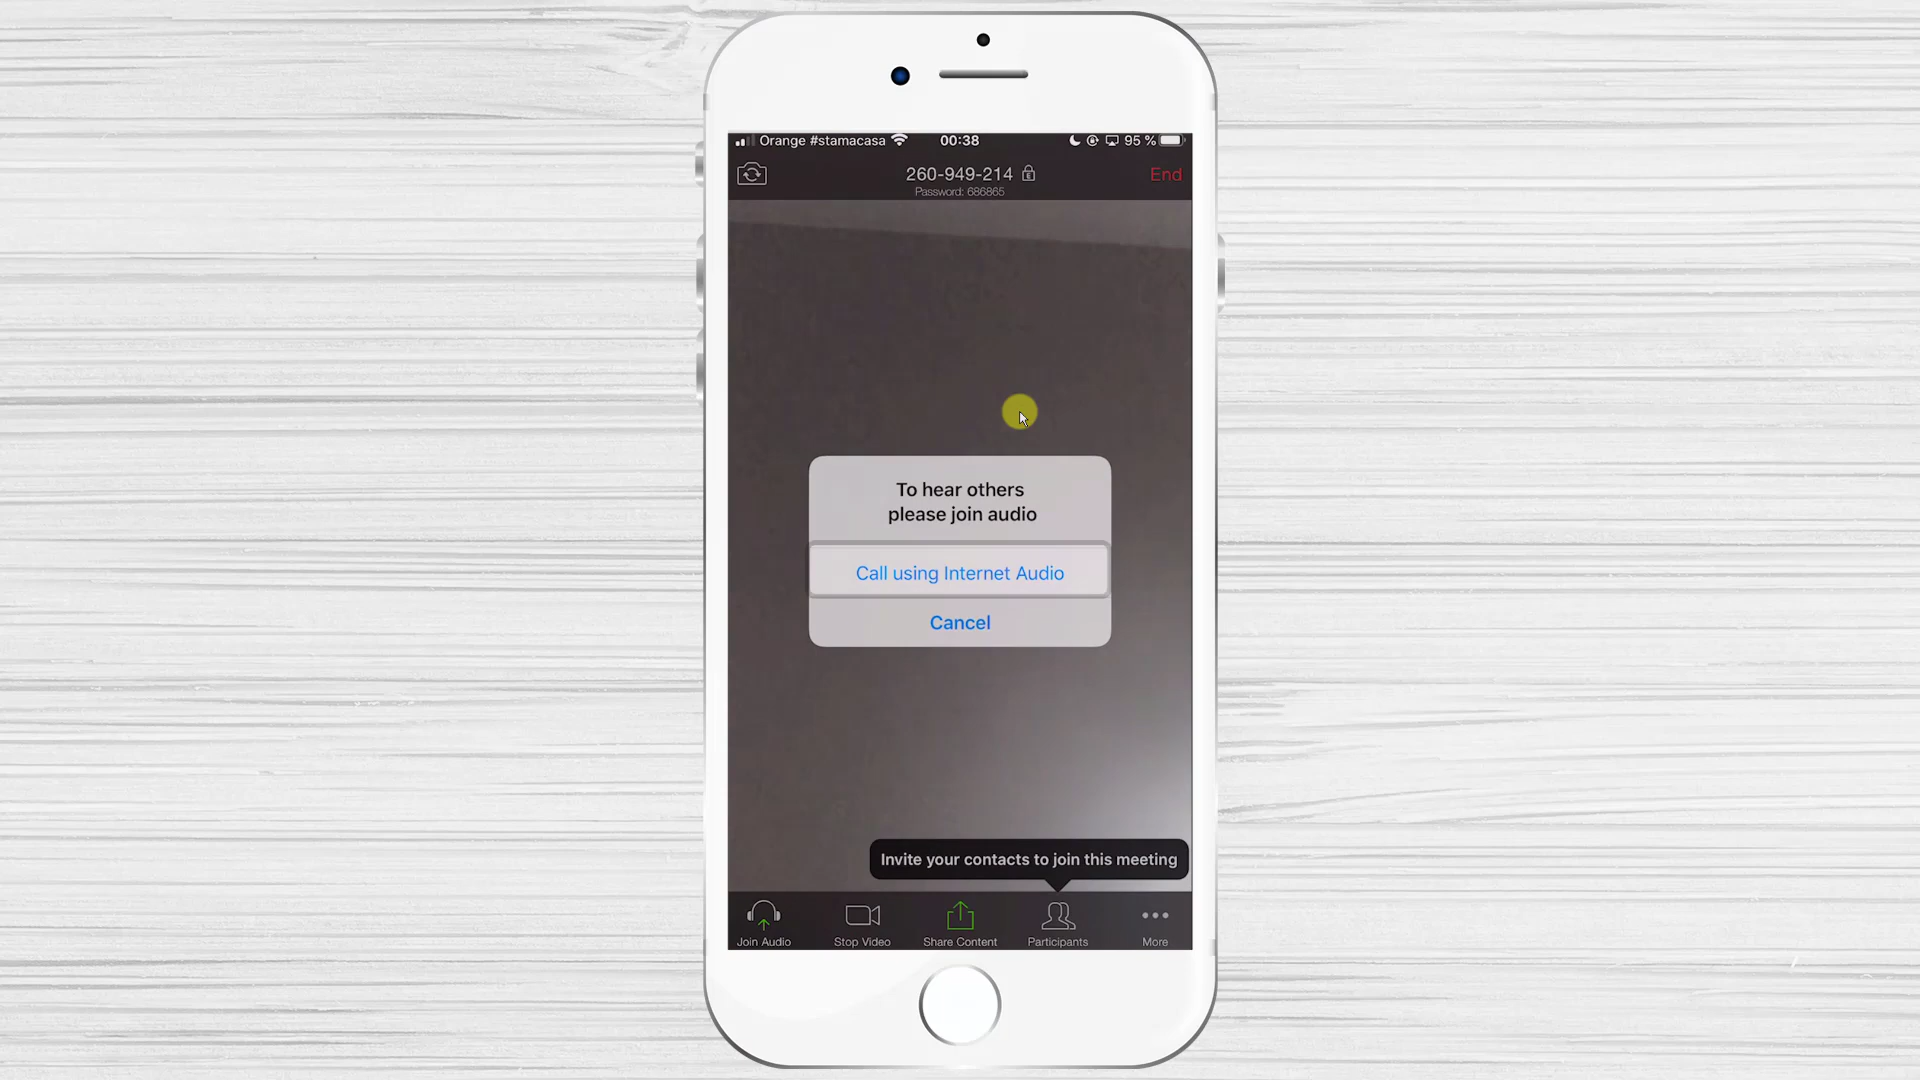 Orange #stamacasa 00:38 95 %
260-949-214
Password: 686865
End
To hear others
please join audio
Call using Internet Audio
Cancel
Invite your contacts to join this meeting
Join Audio Stop Video Share Content Participants More